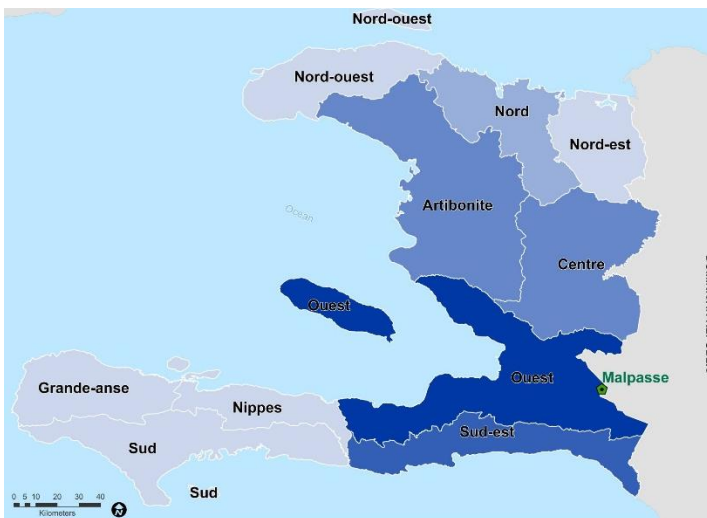 Nord-ouest
Nord-ouest
Nord
Nord-est
Artibonite
Ocean
Centre
Ouest
Ouest
Malpasse
Grande-anse
Nippes
Sud-est
Sud
Sud
0 5 10 20 30 40
Kilometers
N